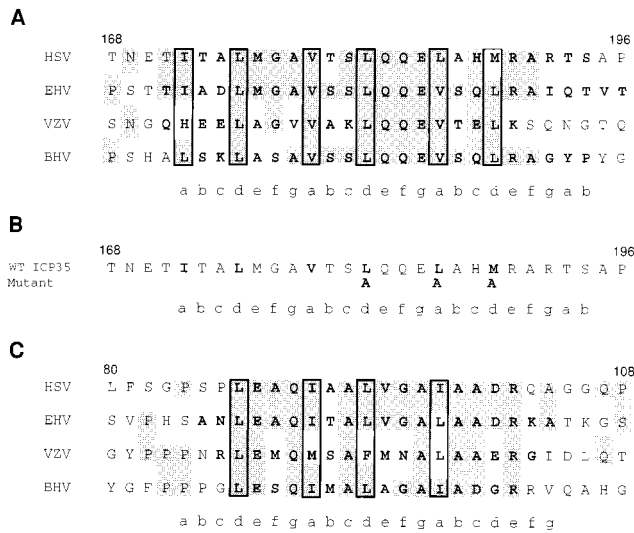 A
168 196
HSV T N E T I T A L M G A V T S L Q Q E L A H M R A R T S A P
EHV P S T T I A D L M G A V S S L Q Q E V S Q L R A I Q T V T
VZV S N G Q H E E L A G V V A K L Q Q E V T E L K S Q N G T Q
BHV P S H A L S K L A S A V S S L Q Q E V S Q L R A G Y P Y G
a b c d e f g a b c d e f g a b c d e f g a b
B
168 196
WT ICP35 T N E T I T A L M G A V T S L Q Q E L A H M R A R T S A P
Mutant A A A
a b c d e f g a b c d e f g a b c d e f g a b
C
80 108
HSV L F S G P S P L E A Q I A A L V G A I A A D R Q A G G Q P
EHV S V P H S A N L E A Q I T A L V G A L A A D R K A T K G S
VZV G Y P P P N R L E M Q M S A F M N A L A A E R G I D L Q T
BHV Y G F P P P G L E S Q I M A L A G A I A D G R R V Q A H G
a b c d e f g a b c d e f g a b c d e f g